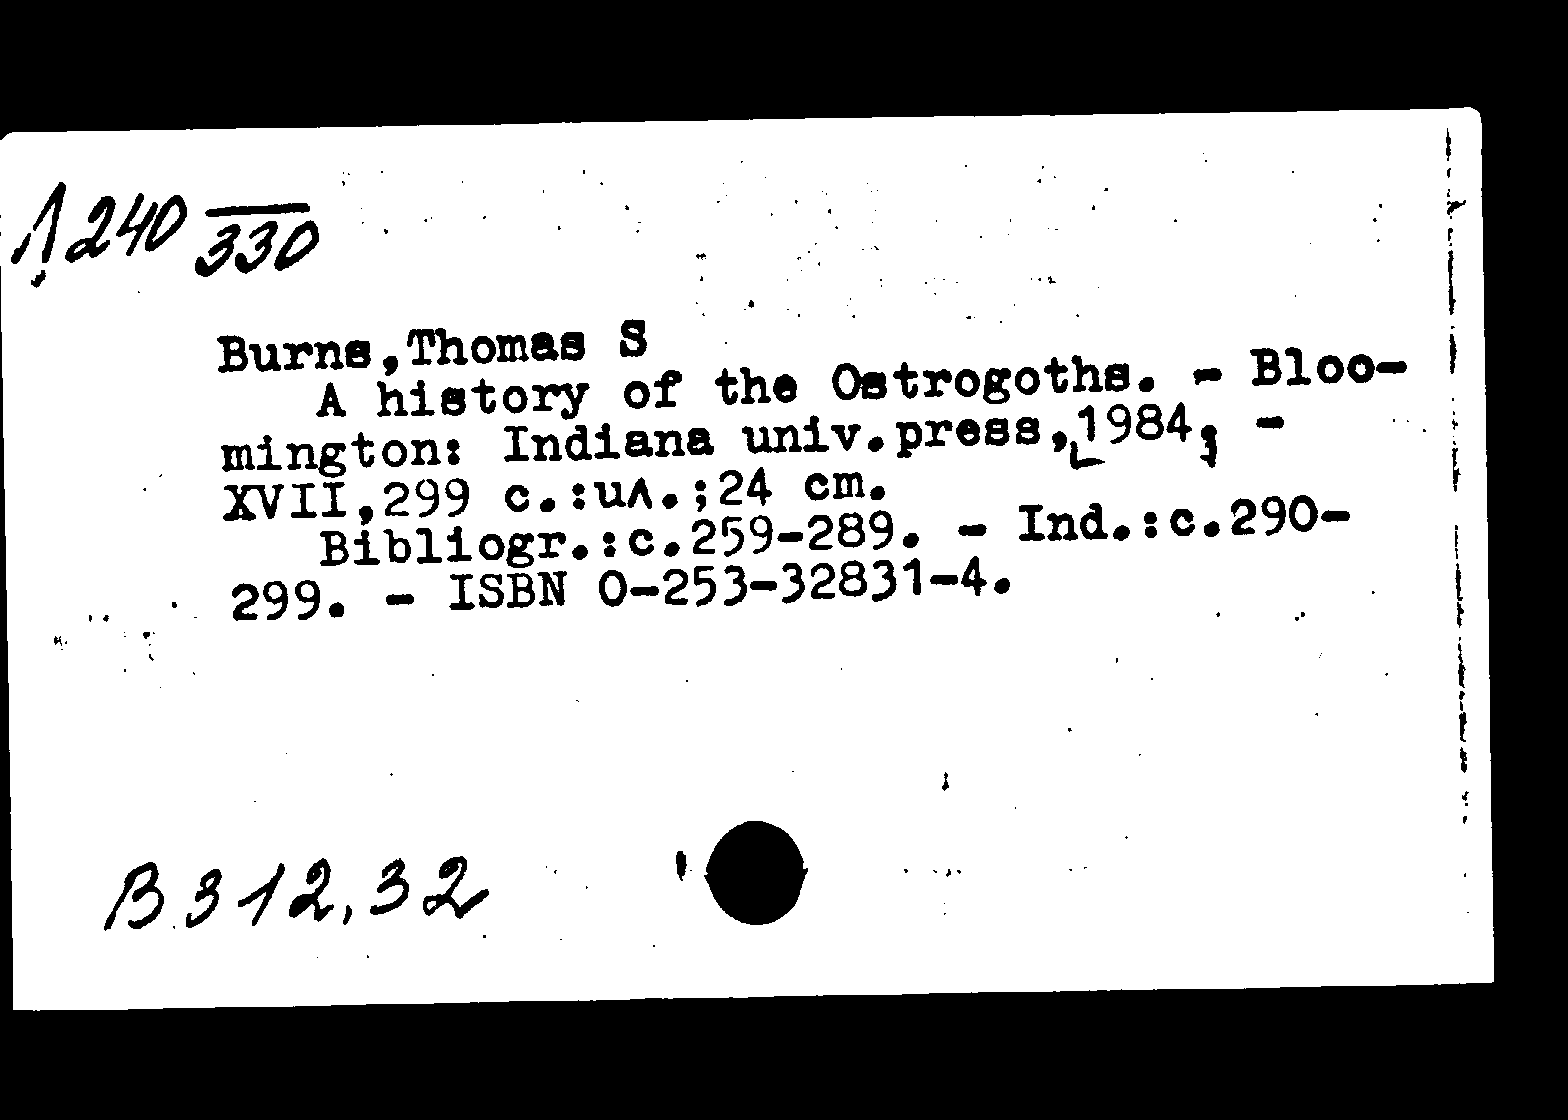 Л240 330
Burns,Thomas S
A history of the Ostrogoths. - Bloo-
mington: Indiana univ.press,[1984] -
XVII,299 c.:ил.;24 cm.
Bibliogr.:c.259-289. - Ind.:c.290-
299. - ISBN 0-253-32831-4.
В 312,32